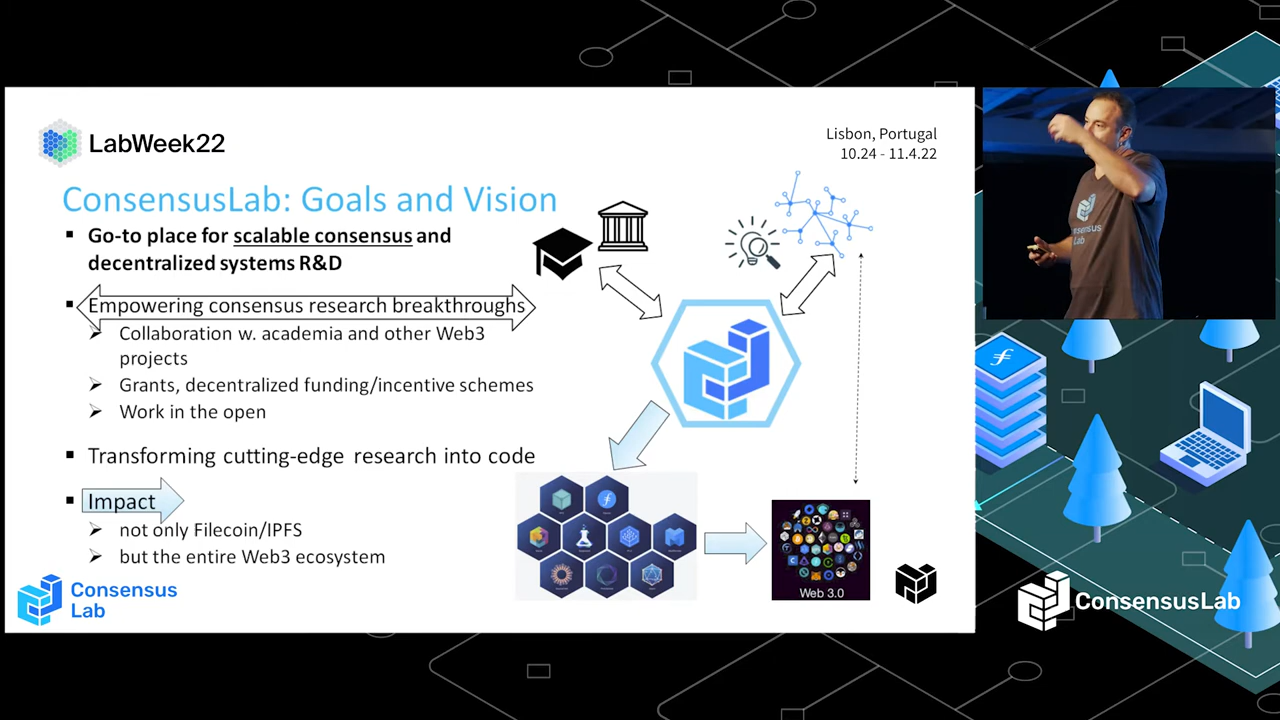 LabWeek22
Lisbon, Portugal
10.24 - 11.4.22
ConsensusLab: Goals and Vision
Go-to place for scalable consensus and
decentralized systems R&D
Empowering consensus research breakthroughs
Collaboration w. academia and other Web3
projects
Grants, decentralized funding/incentive schemes
Work in the open
Transforming cutting-edge research into code
Impact
not only Filecoin/IPFS
but the entire Web3 ecosystem
Web 3.0
Consensus
Lab
ConsensusLab